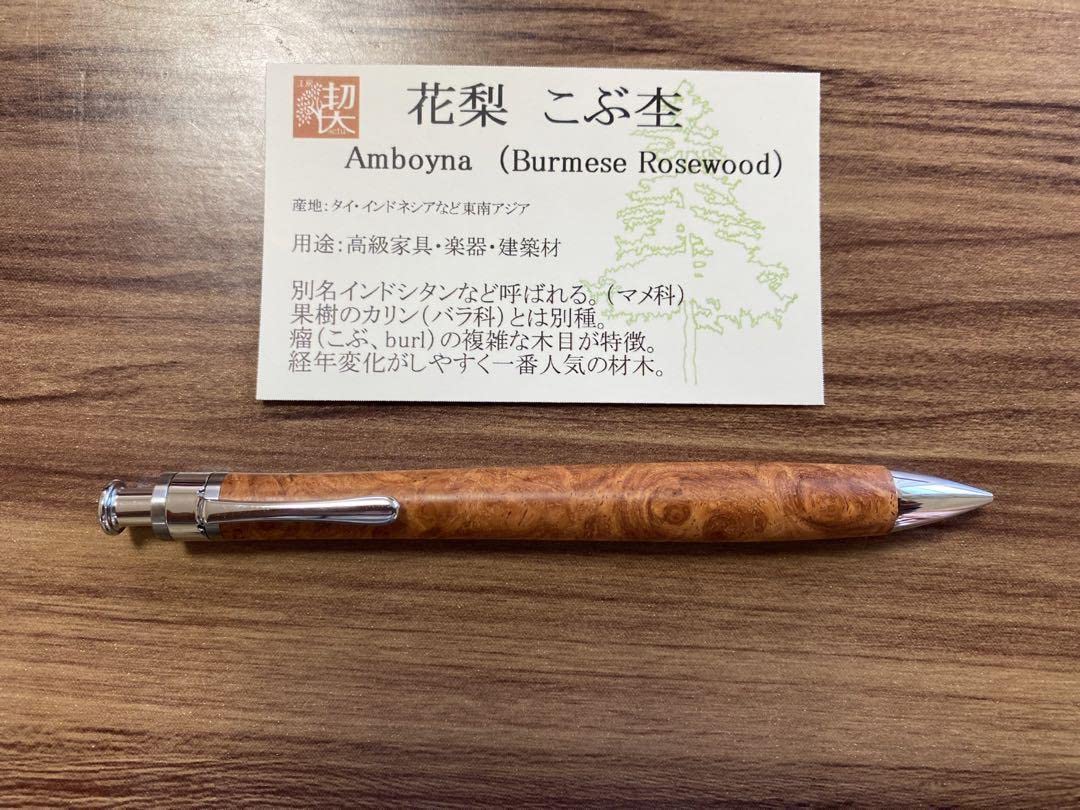 工房
楔
setu
花梨 こぶ杢
Amboyna （Burmese Rosewood）
産地：タイ・インドネシアなど東南アジア
用途：高級家具・楽器・建築材
別名インドシタンなど呼ばれる。（マメ科）
果樹のカリン（バラ科）とは別種。
瘤（こぶ、burl）の複雑な木目が特徴。
経年変化がしやすく一番人気の材木。